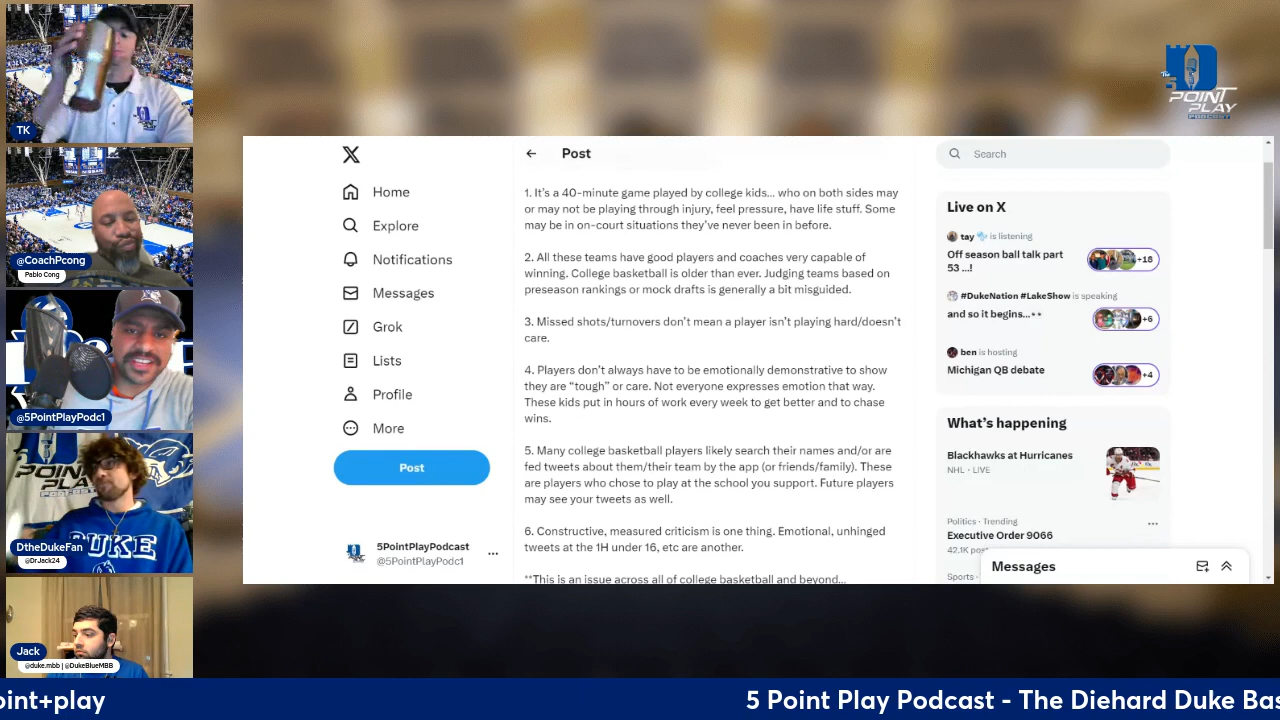 TK
@CoachPcong
Pablo Cong
@5PointPlayPodc1
DtheDukeFan
@DrJack24
DUKE
Jack
@duke.mbb | @DukeBlueMBB
Home
Explore
Notifications
Messages
Grok
Lists
Profile
More
Post
5PointPlayPodcast
@5PointPlayPodc1
Post
1. It's a 40-minute game played by college kids... who on both sides may
or may not be playing through injury, feel pressure, have life stuff. Some
may be in on-court situations they've never been in before.
2. All these teams have good players and coaches very capable of
winning. College basketball is older than ever. Judging teams based on
preseason rankings or mock drafts is generally a bit misguided.
3. Missed shots/turnovers don't mean a player isn't playing hard/doesn't
care.
4. Players don't always have to be emotionally demonstrative to show
they are "tough" or care. Not everyone expresses emotion that way.
These kids put in hours of work every week to get better and to chase
wins.
5. Many college basketball players likely search their names and/or are
fed tweets about them/their team by the app (or friends/family). These
are players who chose to play at the school you support. Future players
may see your tweets as well.
6. Constructive, measured criticism is one thing. Emotional, unhinged
tweets at the 1H under 16, etc are another.
**This is an issue across all of college basketball and beyond...
Search
Live on X
tay is listening
Off season ball talk part
53 ...!
+18
#DukeNation #LakeShow is speaking
and so it begins...
+6
ben is hosting
Michigan QB debate
+4
What's happening
Blackhawks at Hurricanes
NHL · LIVE
Politics · Trending
Executive Order 9066
42.1K post
Sports ·
Messages
The
5
POINT
PLAY
PODCAST
oint+play
5 Point Play Podcast - The Diehard Duke Bas